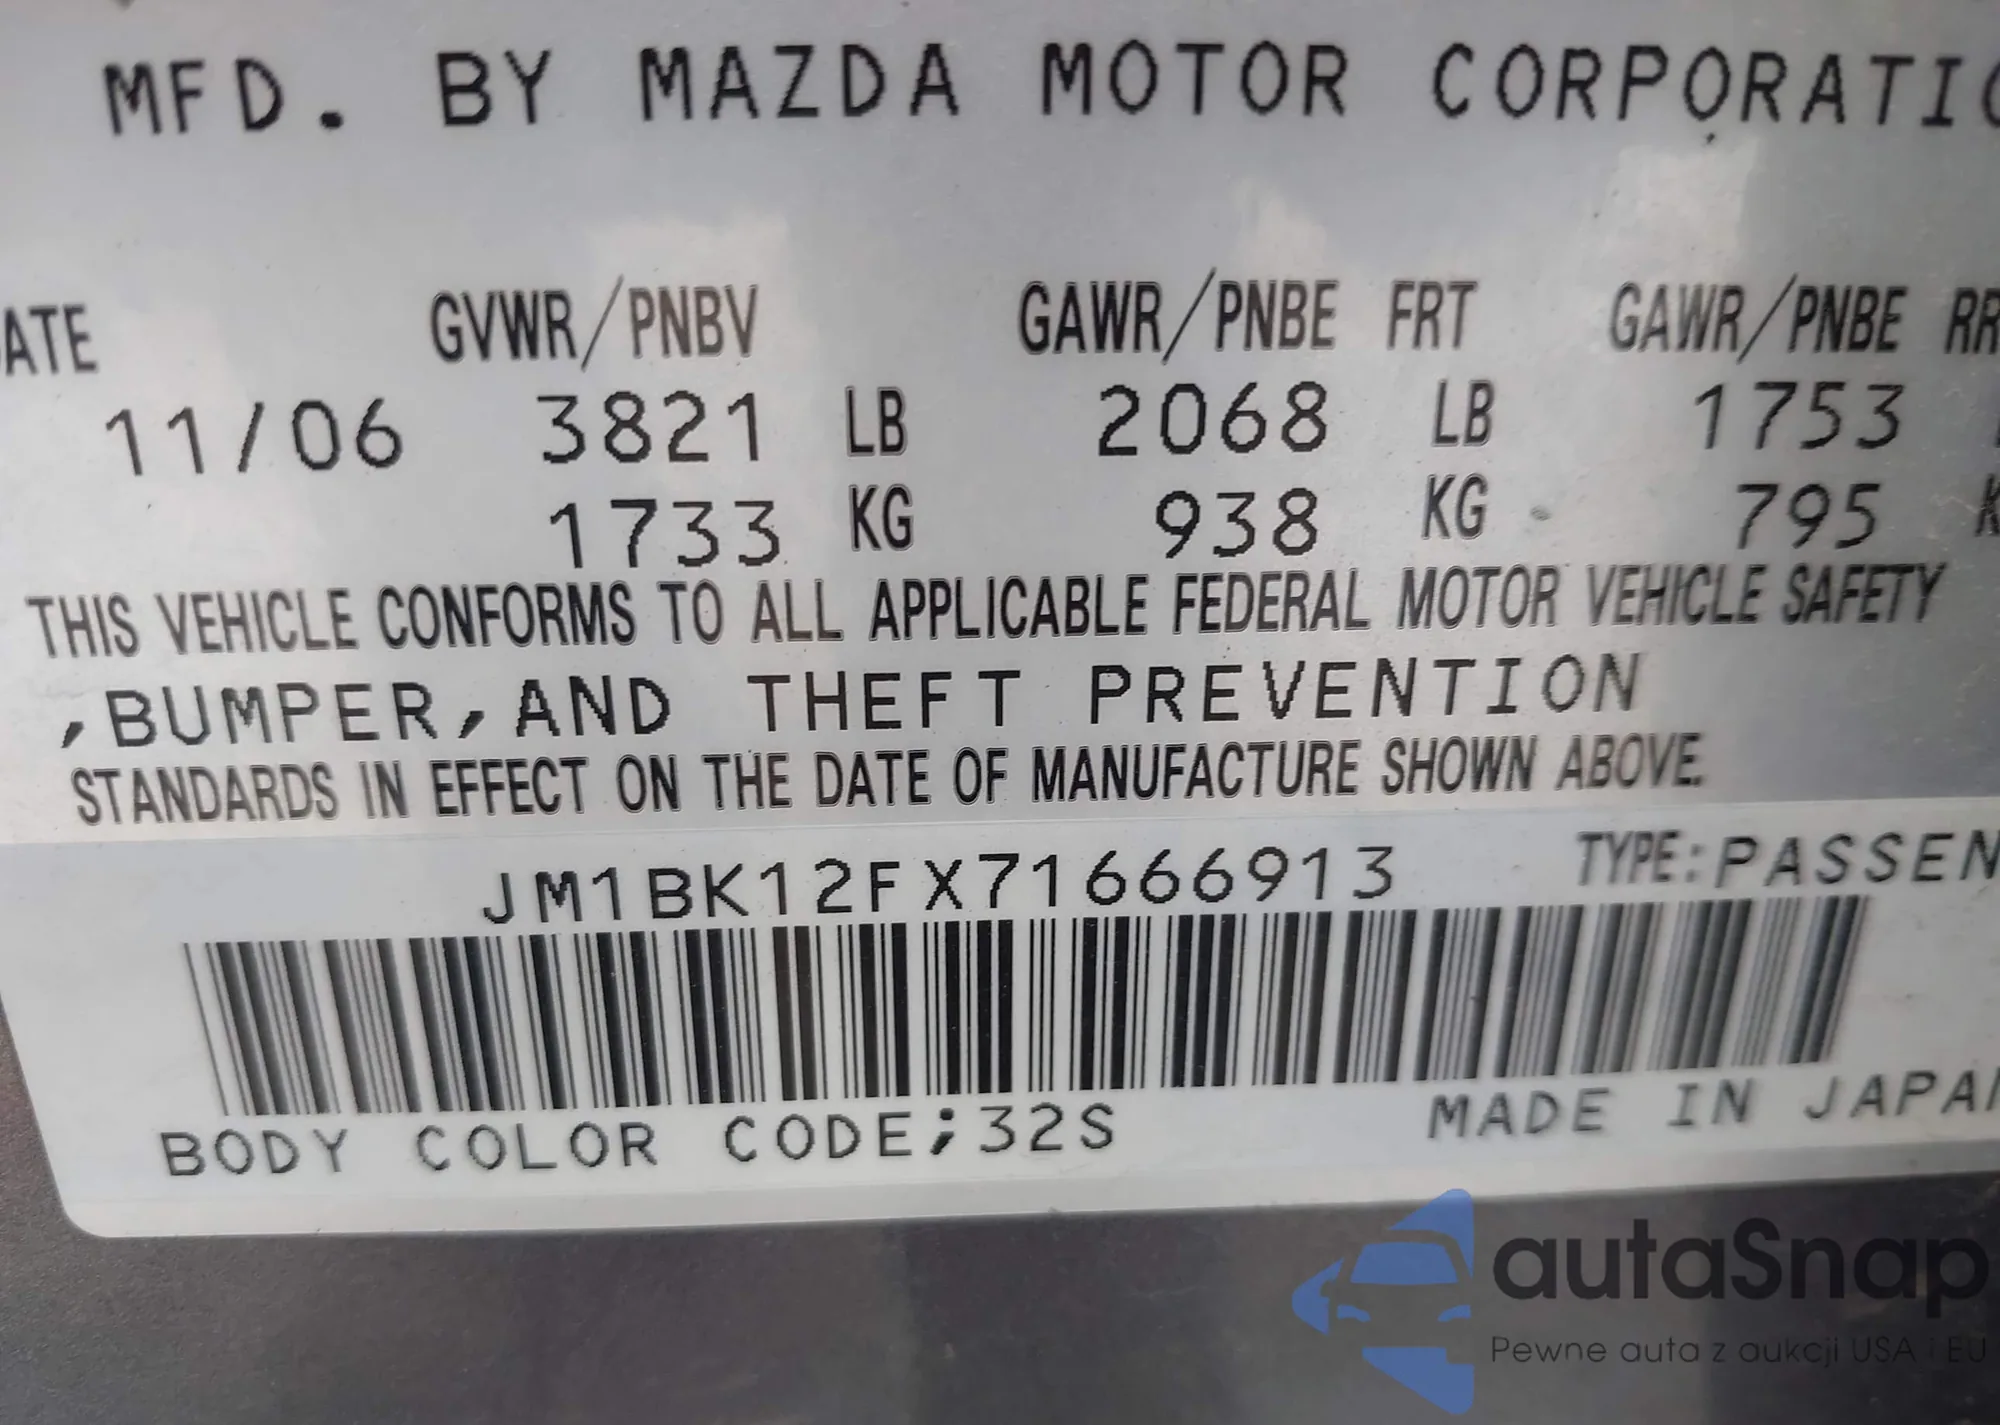 MFD. BY MAZDA MOTOR CORPORATIO
ATE GVWR/PNBV GAWR/PNBE FRT GAWR/PNBE RR
11/06 3821 LB 2068 LB 1753
1733 KG 938 KG 795 K
THIS VEHICLE CONFORMS TO ALL APPLICABLE FEDERAL MOTOR VEHICLE SAFETY
,BUMPER,AND THEFT PREVENTION
STANDARDS IN EFFECT ON THE DATE OF MANUFACTURE SHOWN ABOVE.
JM1BK12FX71666913 TYPE:PASSEN
BODY COLOR CODE;32S MADE IN JAPAN
autaSnap
Pewne auta z aukcji USA i EU